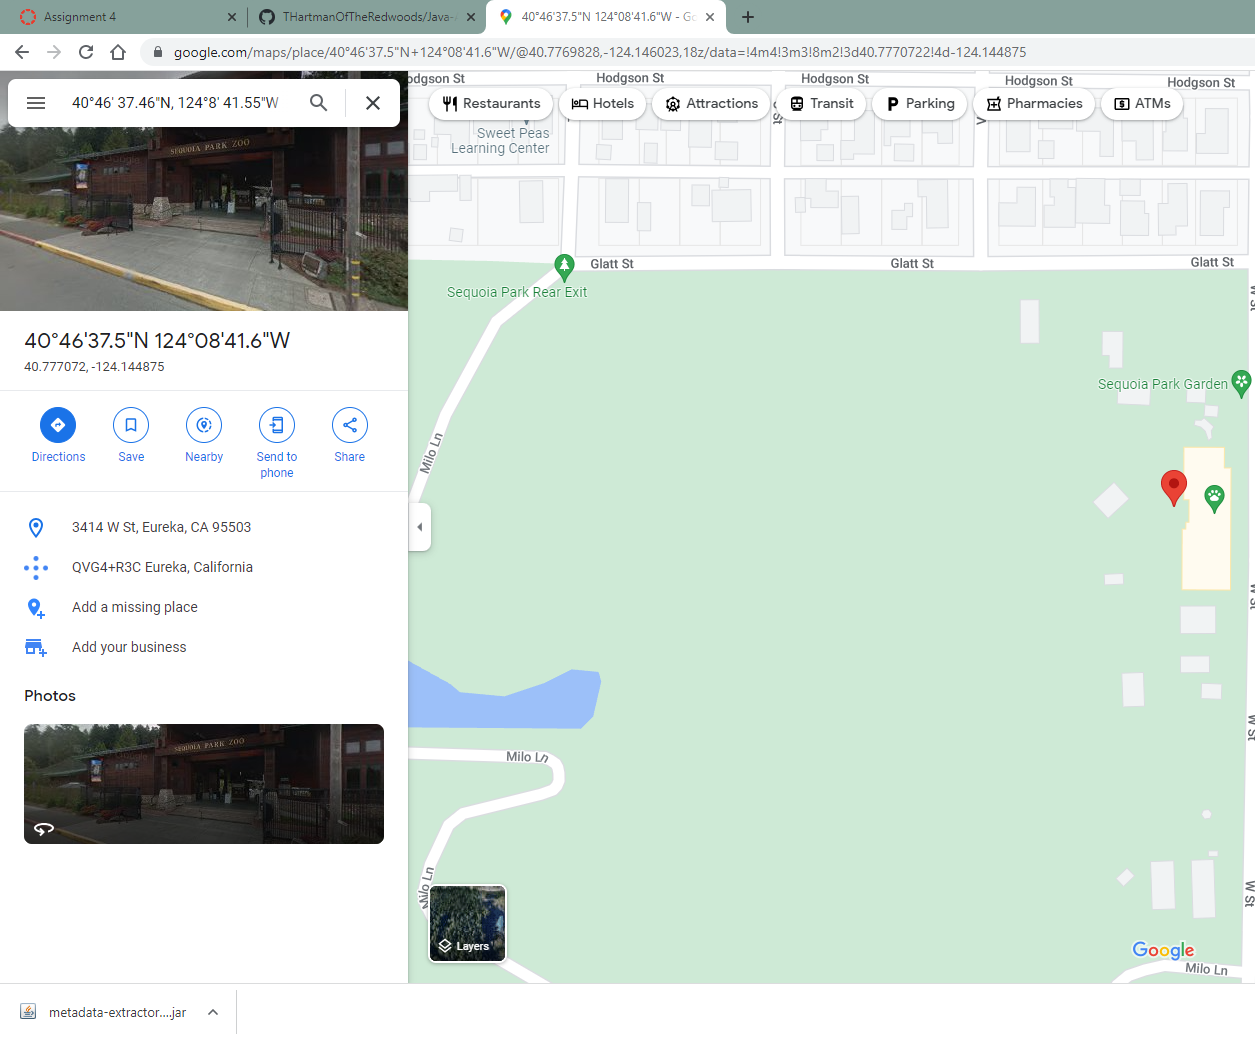 Assignment 4
THartmanOfTheRedwoods/Java-
40°46'37.5"N 124°08'41.6"W - Go
google.com/maps/place/40°46'37.5"N+124°08'41.6"W/@40.7769828,-124.146023,18z/data=!4m4!3m3!8m2!3d40.7770722!4d-124.144875
40°46' 37.46"N, 124°8' 41.55"W
SEQUOIA PARK ZOO
40°46'37.5"N 124°08'41.6"W
40.777072, -124.144875
Directions
Save
Nearby
Send to
phone
Share
3414 W St, Eureka, CA 95503
QVG4+R3C Eureka, California
Add a missing place
Add your business
Photos
SEQUOIA PARK ZOO
odgson St
Hodgson St
Hodgson St
Hodgson St
Hodgson St
Restaurants
Hotels
Attractions
Transit
Parking
Pharmacies
ATMs
Sweet Peas
Learning Center
Glatt St
Glatt St
Glatt St
Sequoia Park Rear Exit
W St
Sequoia Park Garden
Milo Ln
W St
W St
Milo Ln
Milo Ln
W St
Layers
Google
Milo Ln
metadata-extractor....jar